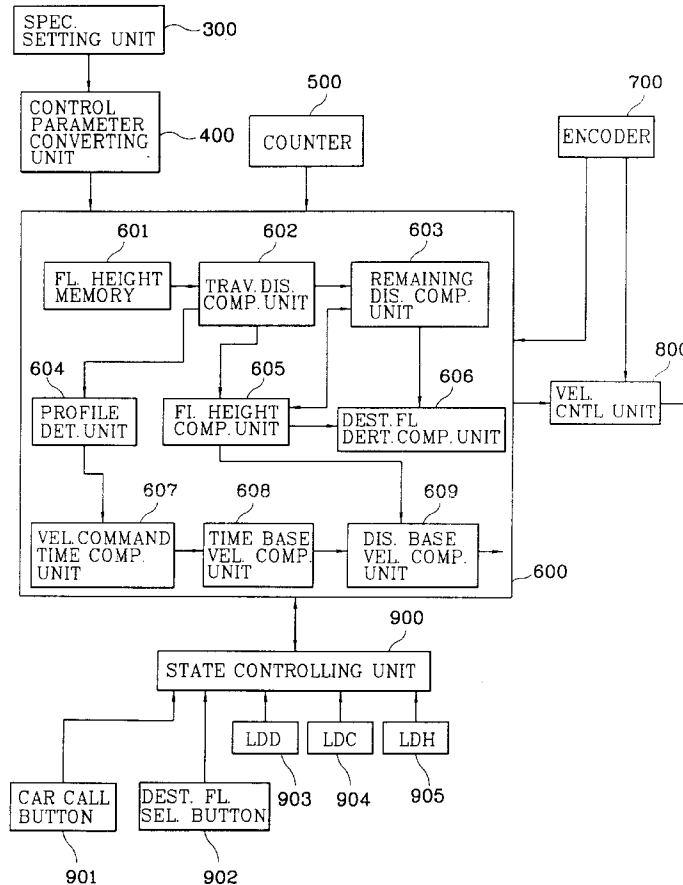 SPEC.
SETTING UNIT
300
CONTROL
PARAMETER
CONVERTING
UNIT
400
500
COUNTER
700
ENCODER
601
FL. HEIGHT
MEMORY
602
TRAV. DIS.
COMP. UNIT
603
REMAINING
DIS. COMP.
UNIT
604
PROFILE
DET. UNIT
605
FI. HEIGHT
COMP. UNIT
606
DEST. FL
DERT. COMP. UNIT
800
VEL.
CNTL UNIT
607
VEL. COMMAND
TIME COMP.
UNIT
608
TIME BASE
VEL. COMP.
UNIT
609
DIS. BASE
VEL. COMP.
UNIT
600
900
STATE CONTROLLING UNIT
LDD
903
LDC
904
LDH
905
CAR CALL
BUTTON
901
DEST. FL.
SEL. BUTTON
902